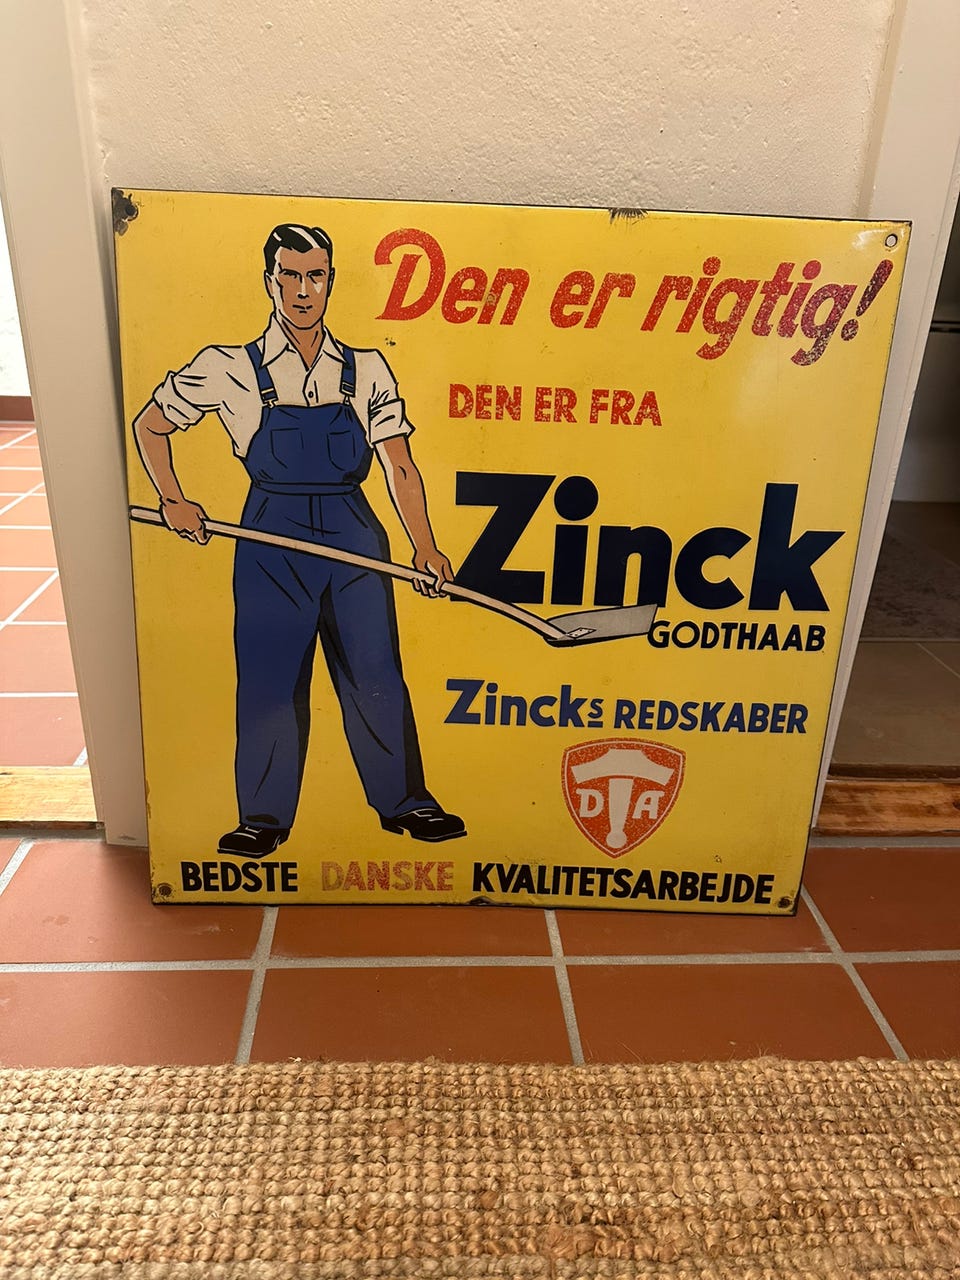 Den er rigtig!
DEN ER FRA
Zinck
GODTHAAB
Zincks REDSKABER
DA
BEDSTE DANSKE KVALITETSARBEJDE